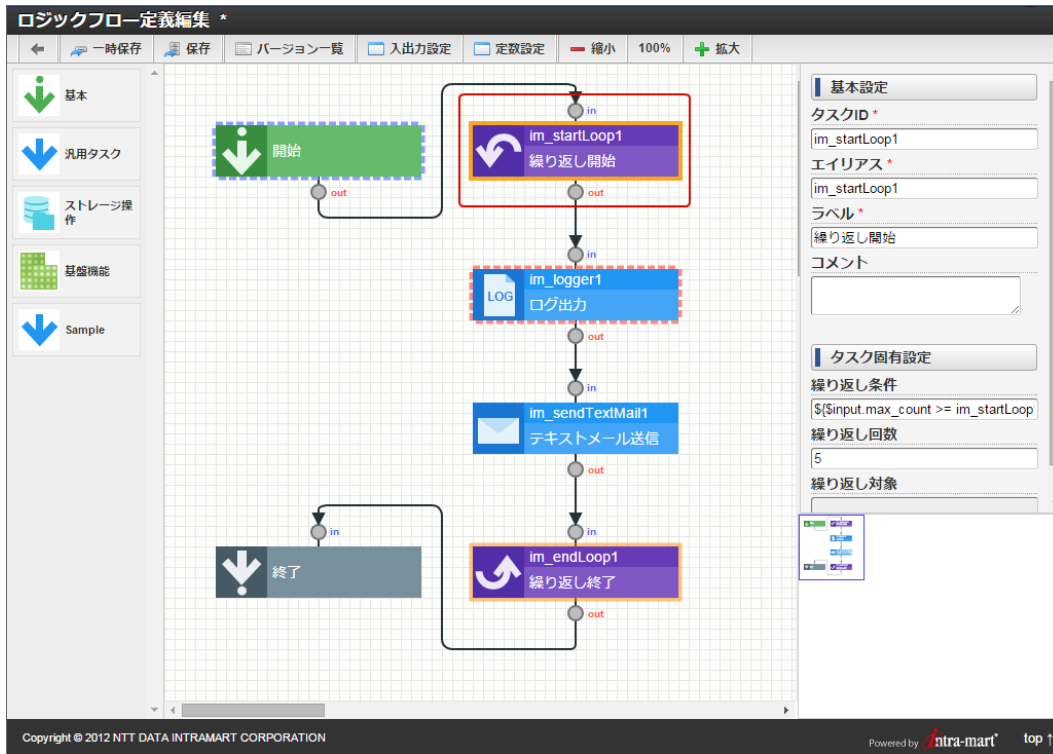 ロジックフロー定義編集 *
一時保存
保存
バージョン一覧
入出力設定
定数設定
縮小
100%
拡大
基本
汎用タスク
ストレージ操
作
基盤機能
Sample
開始
out
in
im_startLoop1
繰り返し開始
out
in
im_logger1
LOG
ログ出力
out
in
im_sendTextMail1
テキストメール送信
out
in
im_endLoop1
繰り返し終了
out
in
終了
基本設定
タスクID *
im_startLoop1
エイリアス *
im_startLoop1
ラベル *
繰り返し開始
コメント
タスク固有設定
繰り返し条件
${$input.max_count >= im_startLoop
繰り返し回数
5
繰り返し対象
Copyright © 2012 NTT DATA INTRAMART CORPORATION
Powered by intra-mart
top ↑